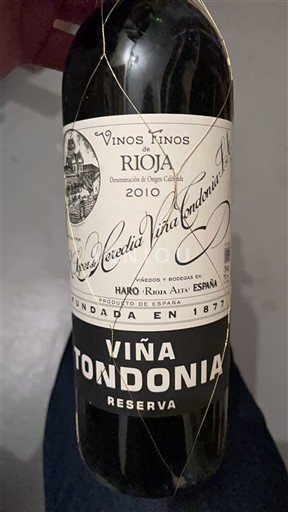 VINOS FINOS
de
RIOJA
Denominación de Origen Calificada
2010
López de Heredia Viña Tondonia
VIÑEDOS Y BODEGAS EN
HARO (RIOJA ALTA) ESPAÑA
PRODUCTO DE ESPAÑA
FUNDADA EN 1877
VIÑA
TONDONIA
RESERVA